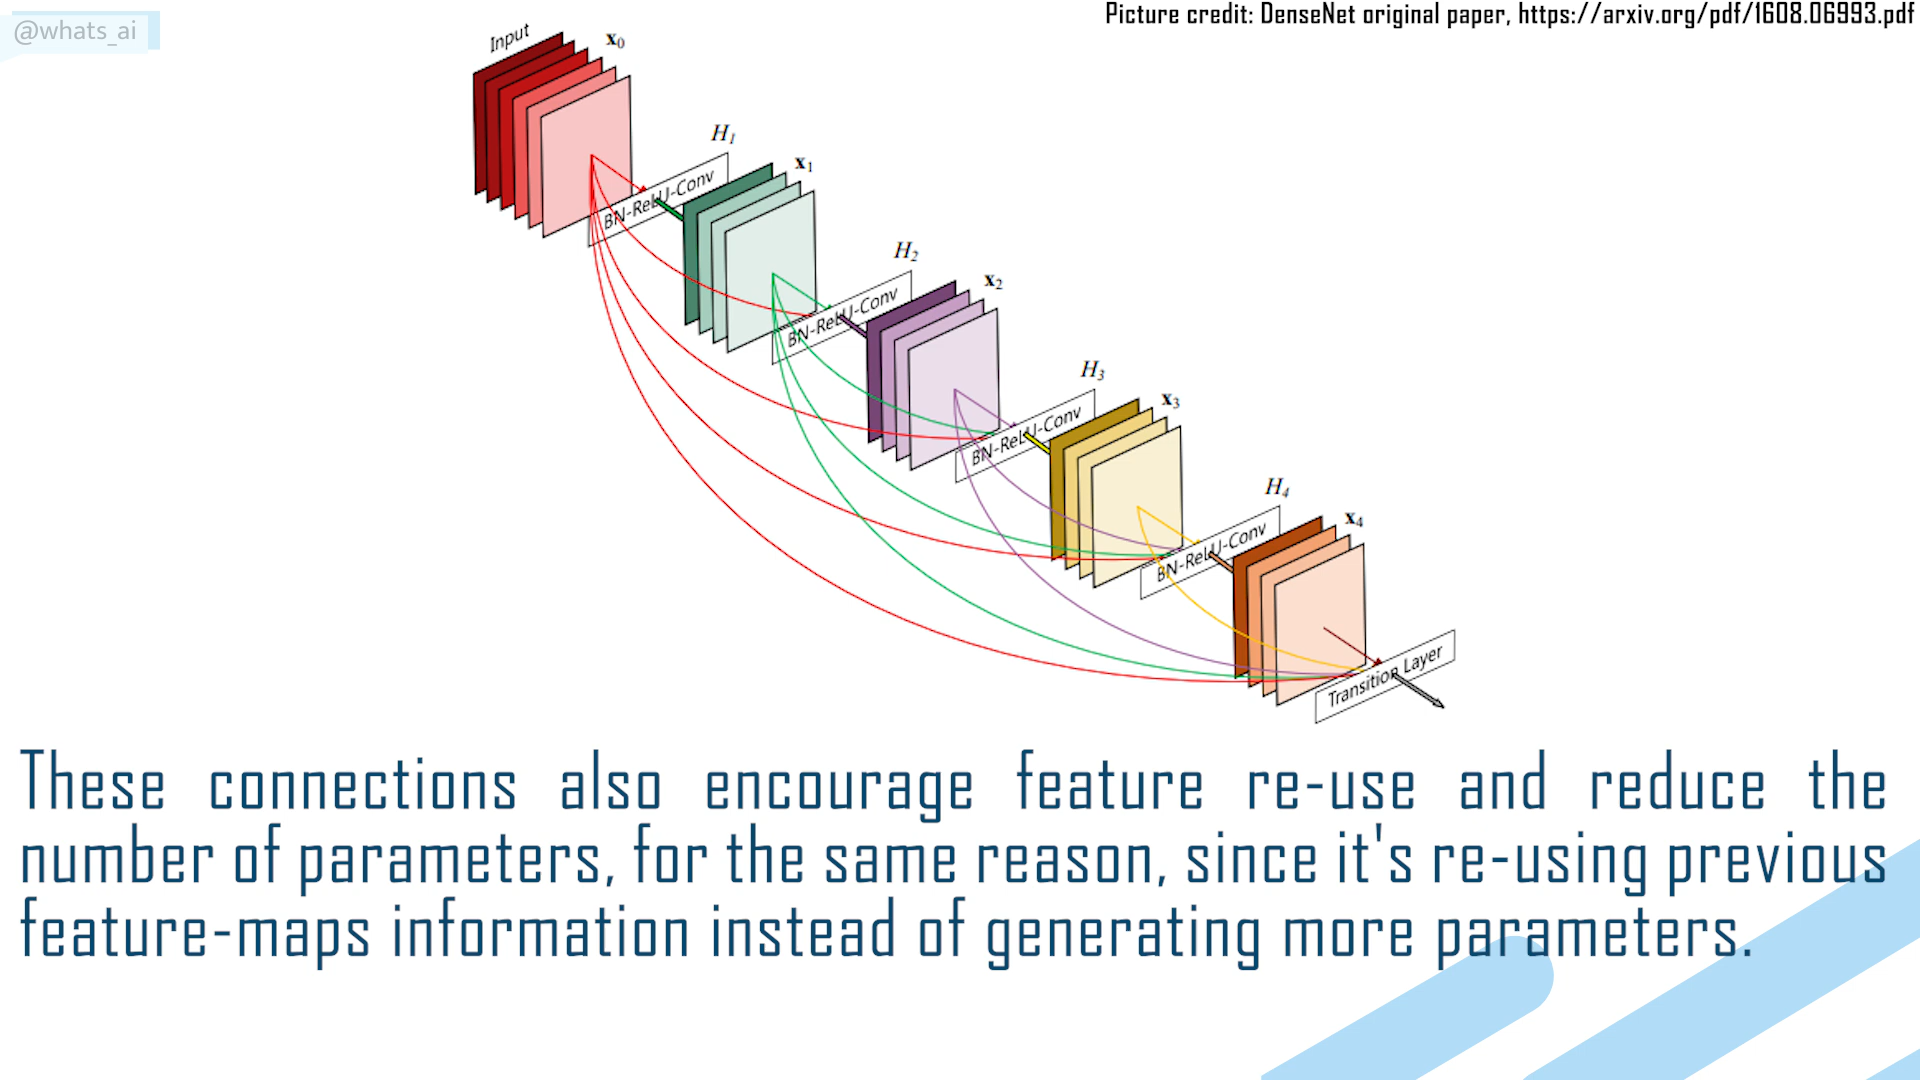 @whats_ai
Picture credit: DenseNet original paper, https://arxiv.org/pdf/1608.06993.pdf
Input
x0
H1
BN-ReLU-Conv
x1
H2
BN-ReLU-Conv
x2
H3
BN-ReLU-Conv
x3
H4
BN-ReLU-Conv
x4
Transition Layer
These connections also encourage feature re-use and reduce the
number of parameters, for the same reason, since it's re-using previous
feature-maps information instead of generating more parameters.